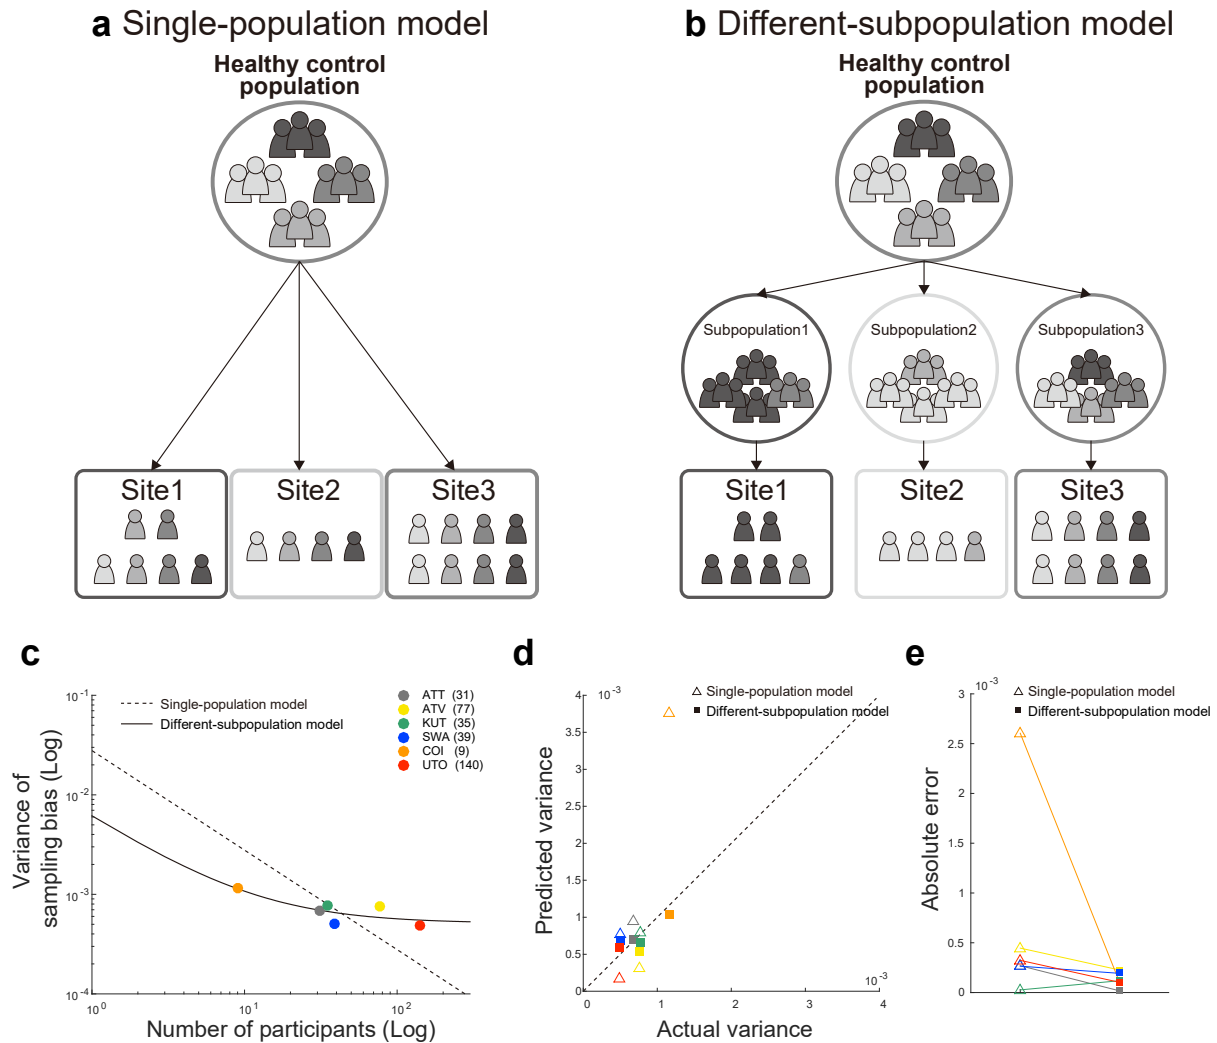 a Single-population model
Healthy control
population
Site1
Site2
Site3
b Different-subpopulation model
Healthy control
population
Subpopulation1
Subpopulation2
Subpopulation3
Site1
Site2
Site3
c
Variance of
sampling bias (Log)
10^-1
10^-2
10^-3
10^-4
10^0
10^1
10^2
Number of participants (Log)
Single-population model
Different-subpopulation model
ATT (31)
ATV (77)
KUT (35)
SWA (39)
COI (9)
UTO (140)
d
Predicted variance
4
3.5
3
2.5
2
1.5
1
0.5
0
10^-3
Single-population model
Different-subpopulation model
0
1
2
3
4
10^-3
Actual variance
e
Absolute error
3
2.5
2
1.5
1
0.5
0
10^-3
Single-population model
Different-subpopulation model